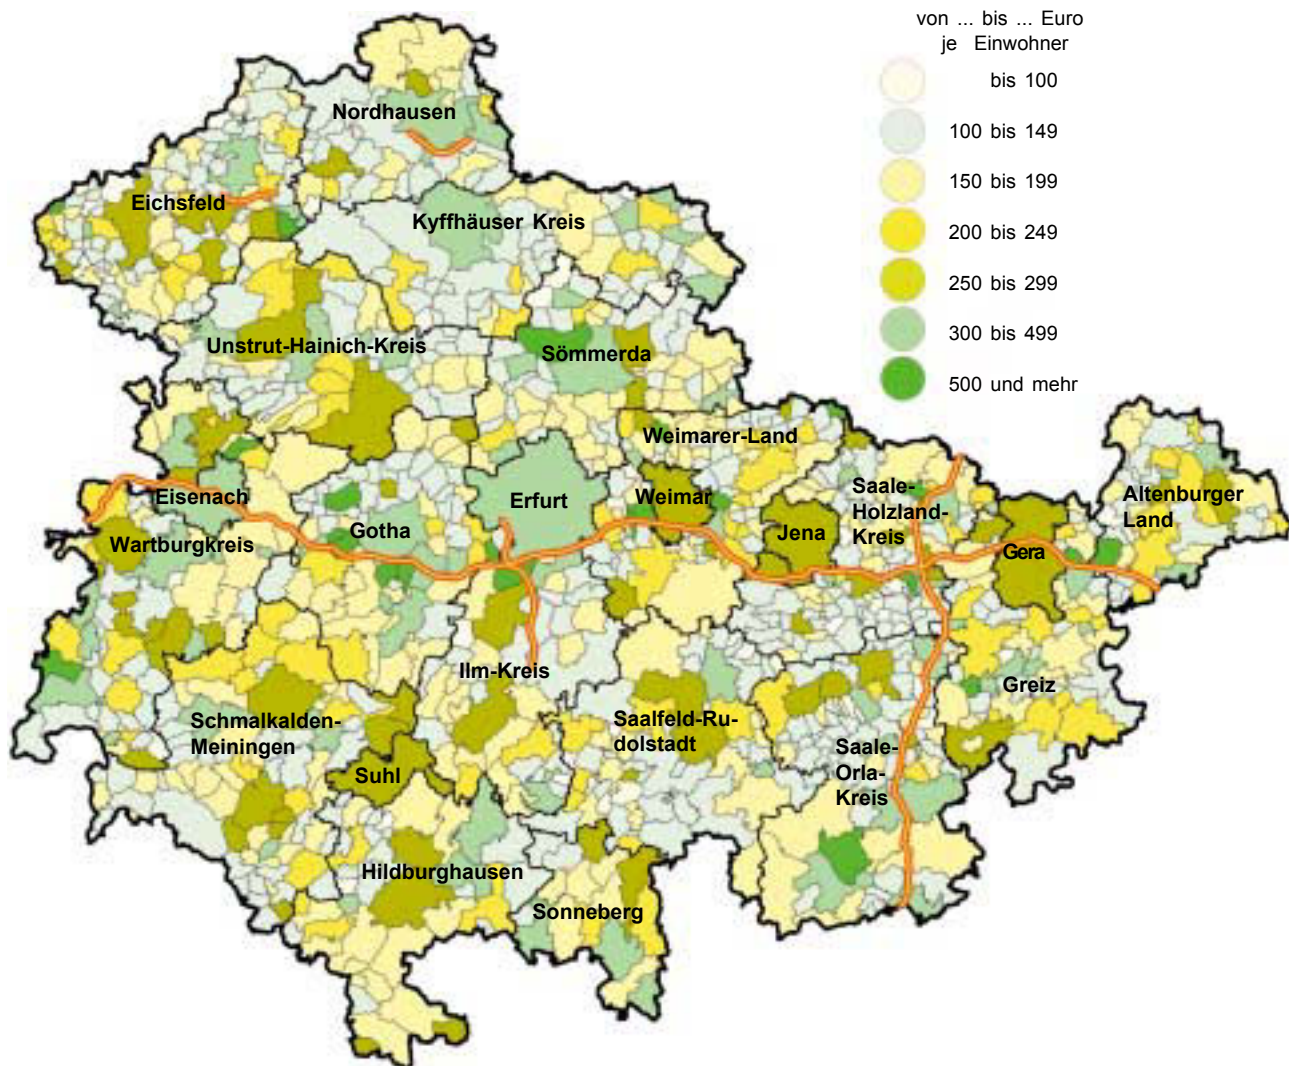 von ... bis ... Euro
je Einwohner
bis 100
100 bis 149
150 bis 199
200 bis 249
250 bis 299
300 bis 499
500 und mehr
Nordhausen
Eichsfeld
Kyffhäuser Kreis
Unstrut-Hainich-Kreis
Sömmerda
Weimarer-Land
Eisenach
Erfurt
Weimar
Saale-
Holzland-
Kreis
Altenburger
Land
Gotha
Jena
Wartburgkreis
Gera
Ilm-Kreis
Greiz
Schmalkalden-
Meiningen
Saalfeld-Ru-
dolstadt
Saale-
Orla-
Kreis
Suhl
Hildburghausen
Sonneberg